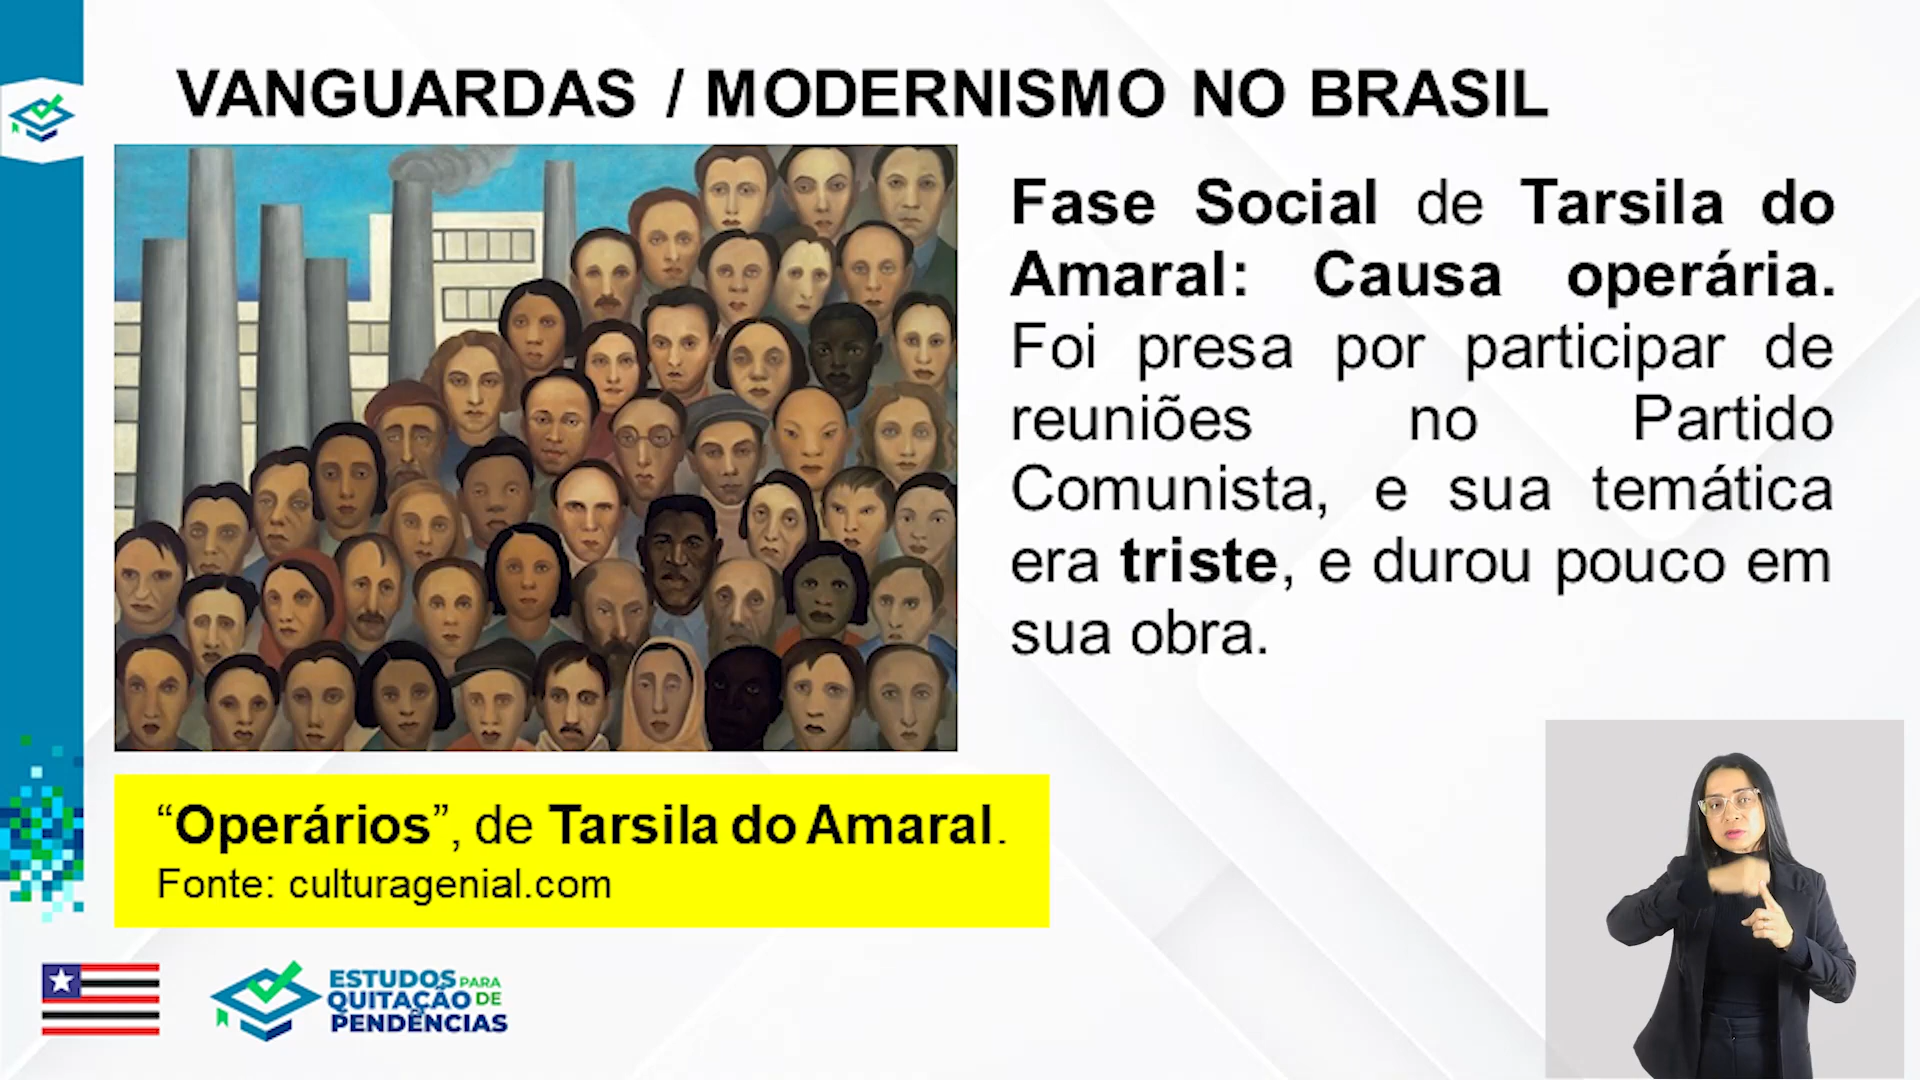 VANGUARDAS / MODERNISMO NO BRASIL
Fase Social de Tarsila do
Amaral: Causa operária.
Foi presa por participar de
reuniões no Partido
Comunista, e sua temática
era triste, e durou pouco em
sua obra.
“Operários”, de Tarsila do Amaral.
Fonte: culturagenial.com
ESTUDOS PARA
QUITAÇÃO DE
PENDÊNCIAS